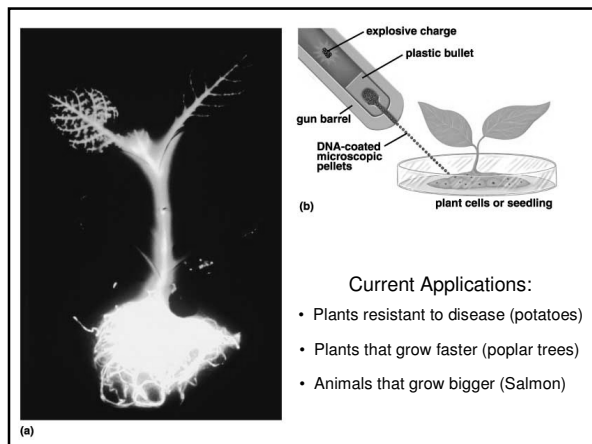 (a)
explosive charge
plastic bullet
gun barrel
DNA-coated
microscopic
pellets
(b)
plant cells or seedling
Current Applications:
• Plants resistant to disease (potatoes)
• Plants that grow faster (poplar trees)
• Animals that grow bigger (Salmon)